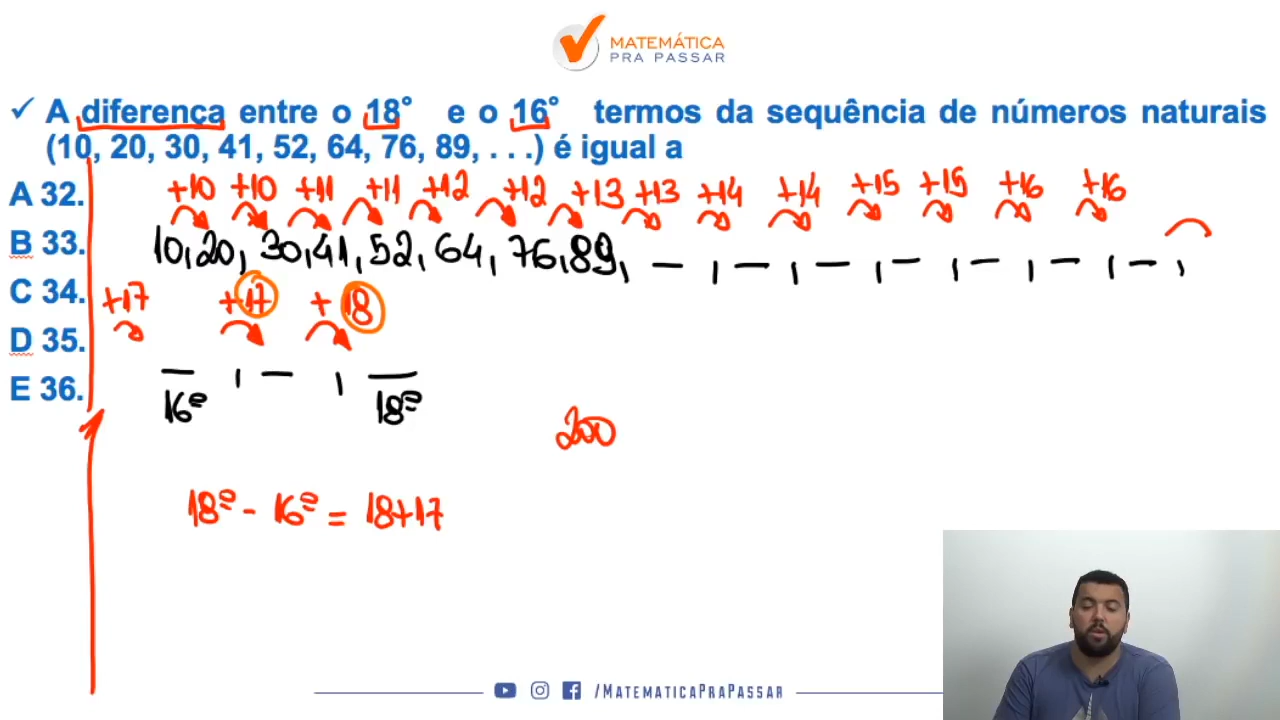 MATEMÁTICA
PRA PASSAR
✓ A diferença entre o 18° e o 16° termos da sequência de números naturais
(10, 20, 30, 41, 52, 64, 76, 89, . . .) é igual a
A 32.
B 33.
C 34.
D 35.
E 36.
+10 +10 +11 +11 +12 +12 +13 +13 +14 +14 +15 +15 +16 +16
10, 20, 30, 41, 52, 64, 76, 89, _ , _ , _ , _ , _ , _ , _ ,
+17 +17 +18
_ , _ , _
16º 18º
200
18º - 16º = 18+17
/MATEMATICAPRAPASSAR